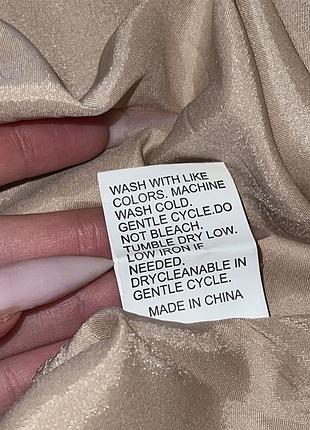 WASH WITH LIKE
COLORS. MACHINE
WASH COLD.
GENTLE CYCLE.DO
NOT BLEACH.
TUMBLE DRY LOW.
LOW IRON IF
NEEDED.
DRYCLEANABLE IN
GENTLE CYCLE.
MADE IN CHINA